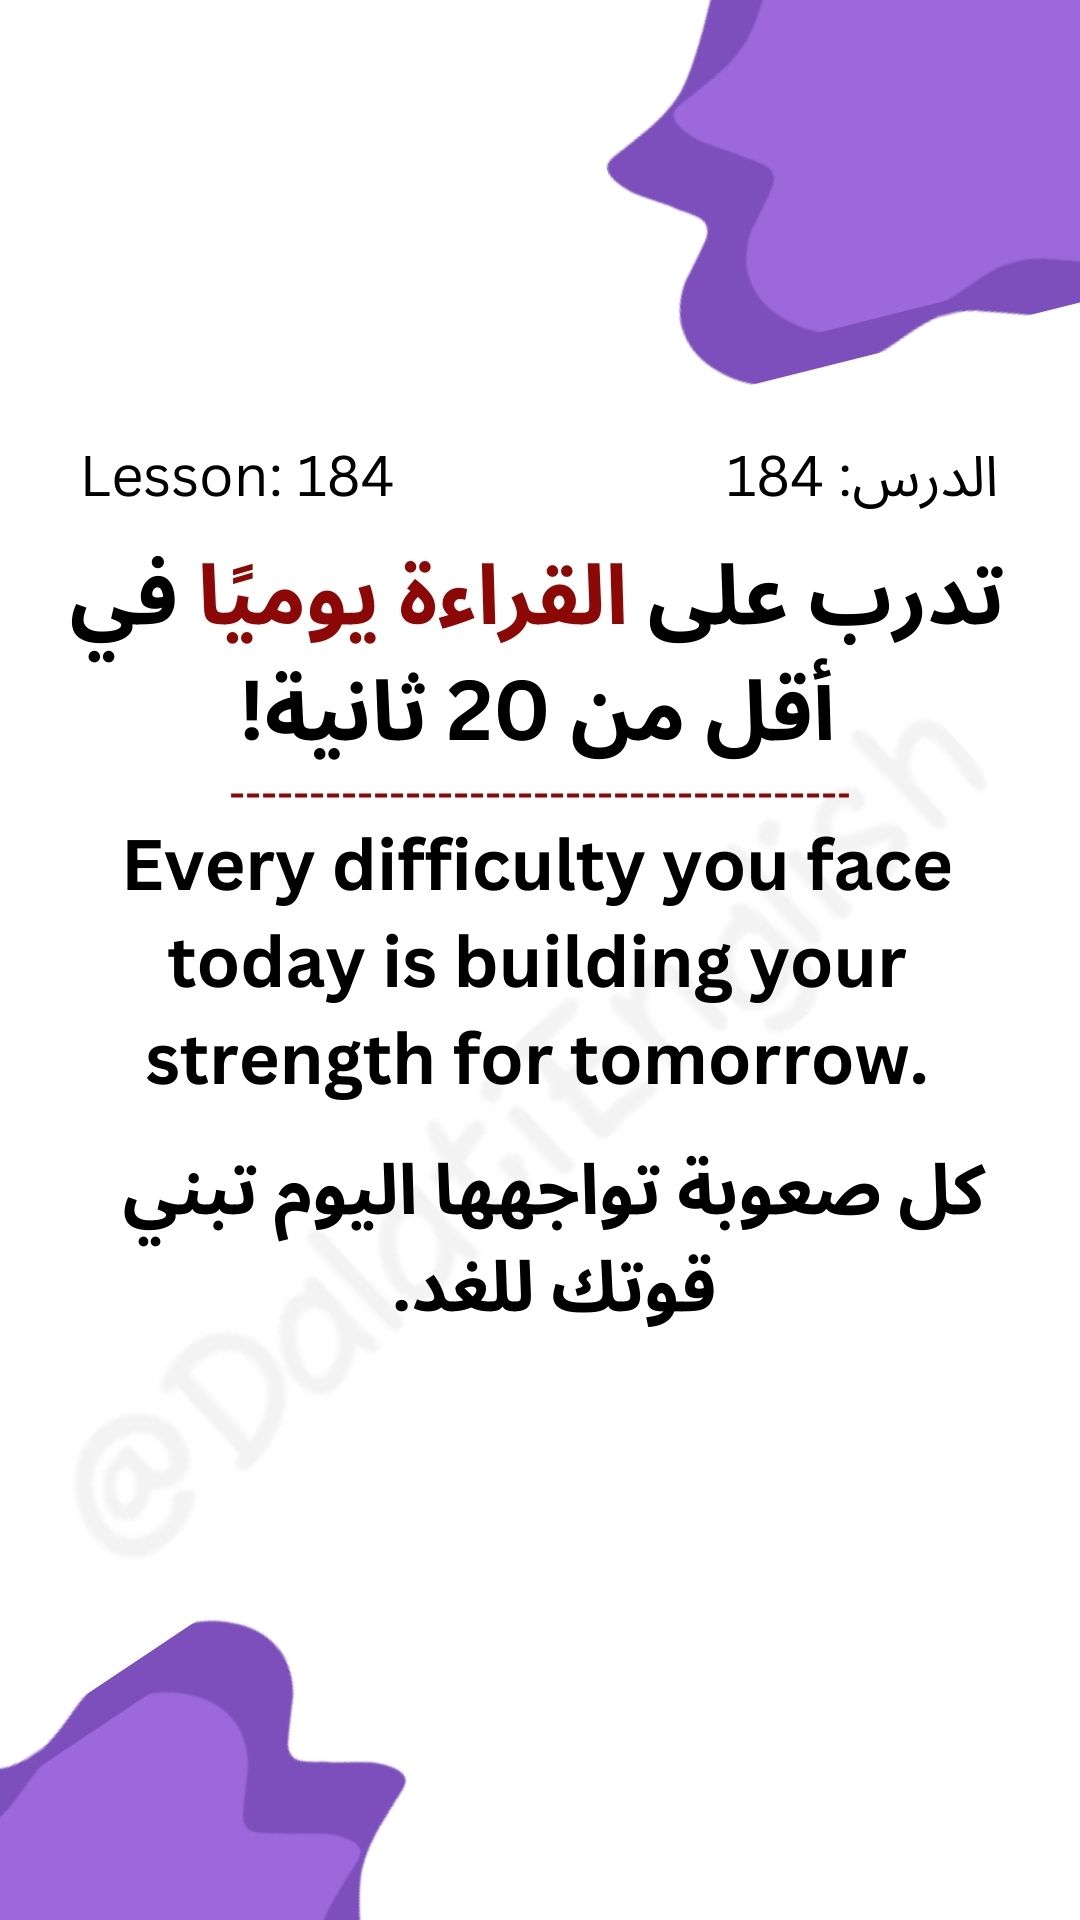 Lesson: 184
الدرس: 184
تدرب على القراءة يوميًا في
أقل من 20 ثانية!
--------------------------------------
Every difficulty you face
today is building your
strength for tomorrow.
كل صعوبة تواجهها اليوم تبني
قوتك للغد.
@DalatiEnglish